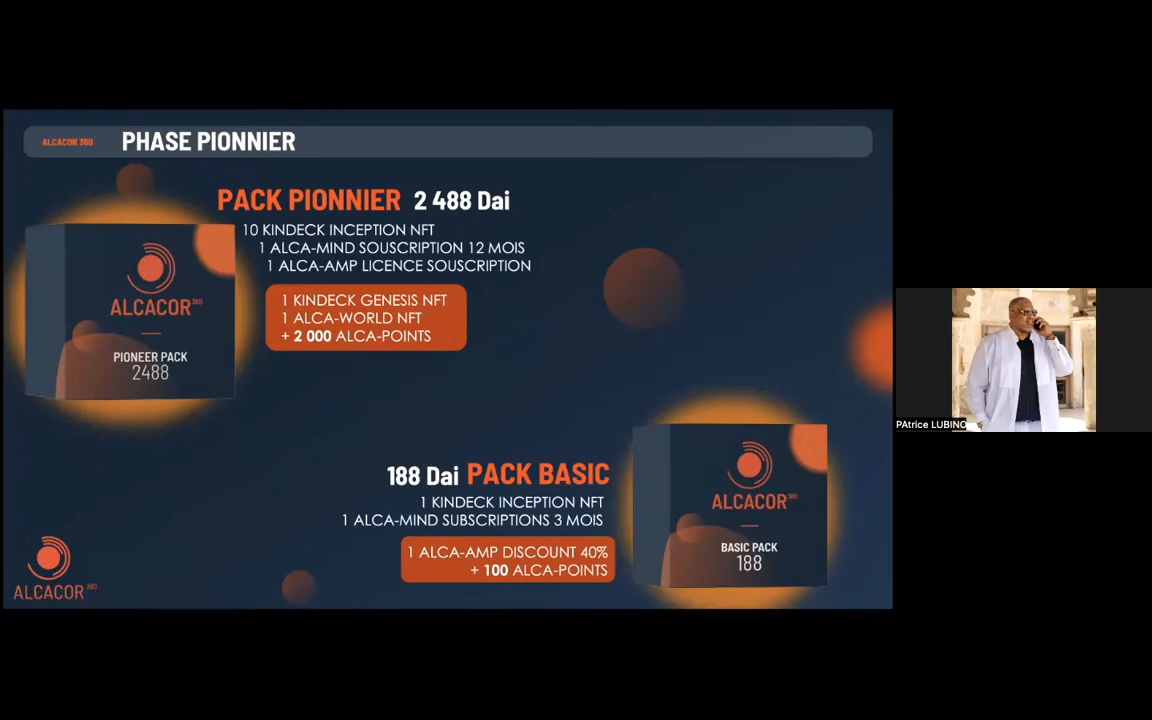 ALCACOR 360
PHASE PIONNIER
PACK PIONNIER 2 488 Dai
10 KINDECK INCEPTION NFT
1 ALCA-MIND SOUSCRIPTION 12 MOIS
1 ALCA-AMP LICENCE SOUSCRIPTION
1 KINDECK GENESIS NFT
1 ALCA-WORLD NFT
+ 2 000 ALCA-POINTS
ALCACOR 360
PIONEER PACK
2488
188 Dai PACK BASIC
1 KINDECK INCEPTION NFT
1 ALCA-MIND SUBSCRIPTIONS 3 MOIS
1 ALCA-AMP DISCOUNT 40%
+ 100 ALCA-POINTS
ALCACOR 360
BASIC PACK
188
ALCACOR 360
PAtrice LUBINO